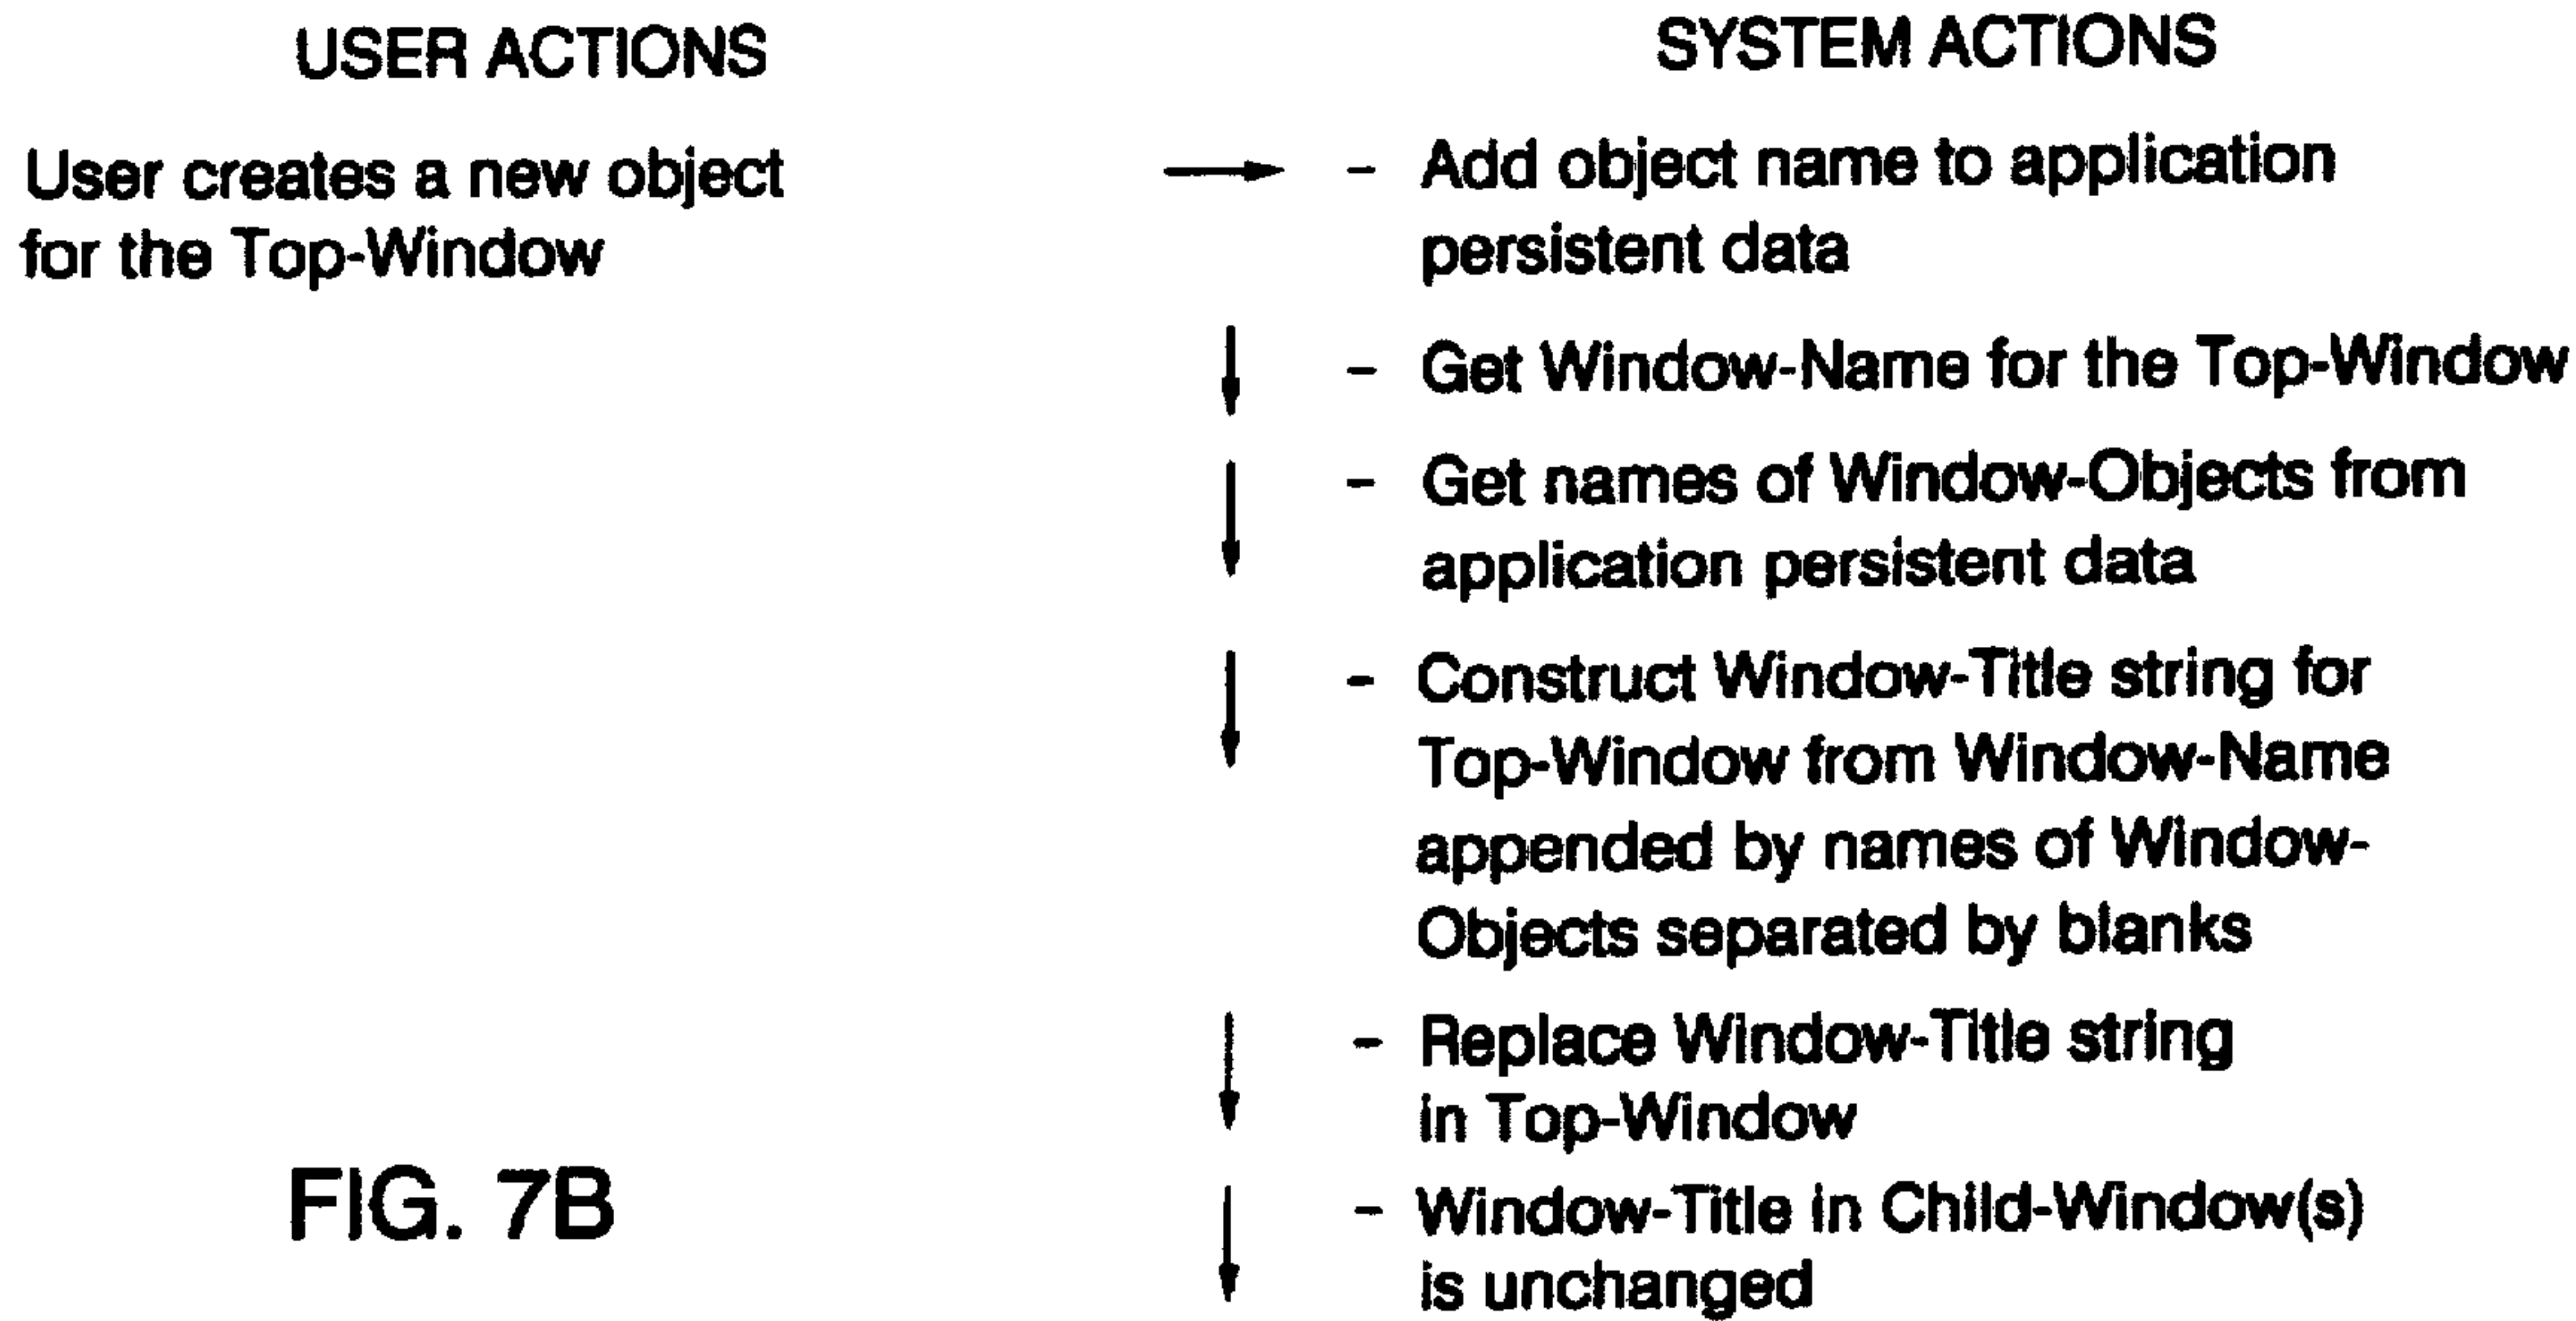 USER ACTIONS
SYSTEM ACTIONS
User creates a new object
for the Top-Window
- Add object name to application
persistent data
- Get Window-Name for the Top-Window
- Get names of Window-Objects from
application persistent data
- Construct Window-Title string for
Top-Window from Window-Name
appended by names of Window-
Objects separated by blanks
- Replace Window-Title string
in Top-Window
- Window-Title in Child-Window(s)
is unchanged
FIG. 7B